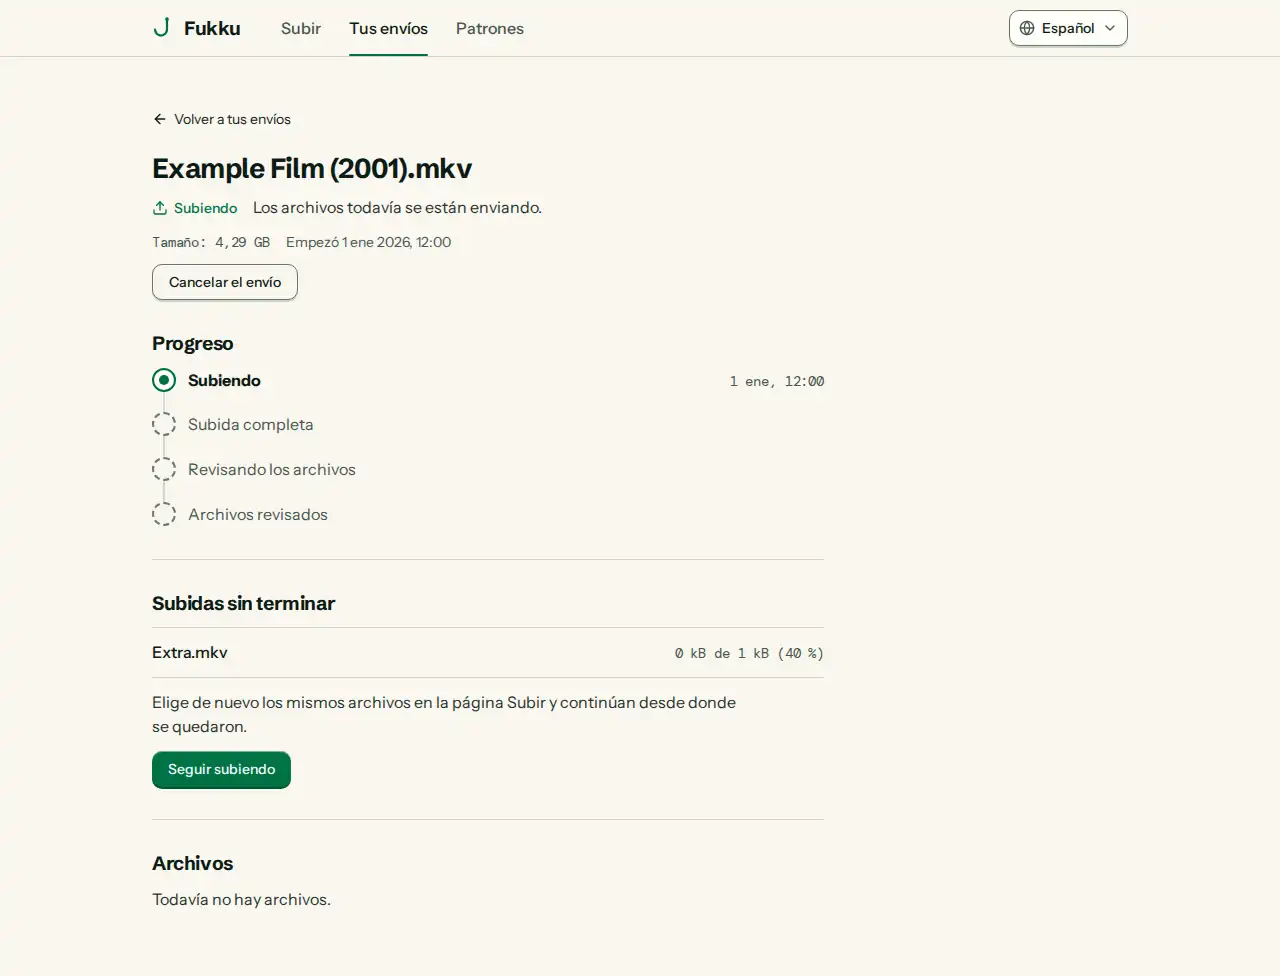 Fukku
Subir
Tus envíos
Patrones
Español
Volver a tus envíos
Example Film (2001).mkv
Subiendo Los archivos todavía se están enviando.
Tamaño: 4,29 GB Empezó 1 ene 2026, 12:00
Cancelar el envío
Progreso
Subiendo 1 ene, 12:00
Subida completa
Revisando los archivos
Archivos revisados
Subidas sin terminar
Extra.mkv 0 kB de 1 kB (40 %)
Elige de nuevo los mismos archivos en la página Subir y continúan desde donde
se quedaron.
Seguir subiendo
Archivos
Todavía no hay archivos.